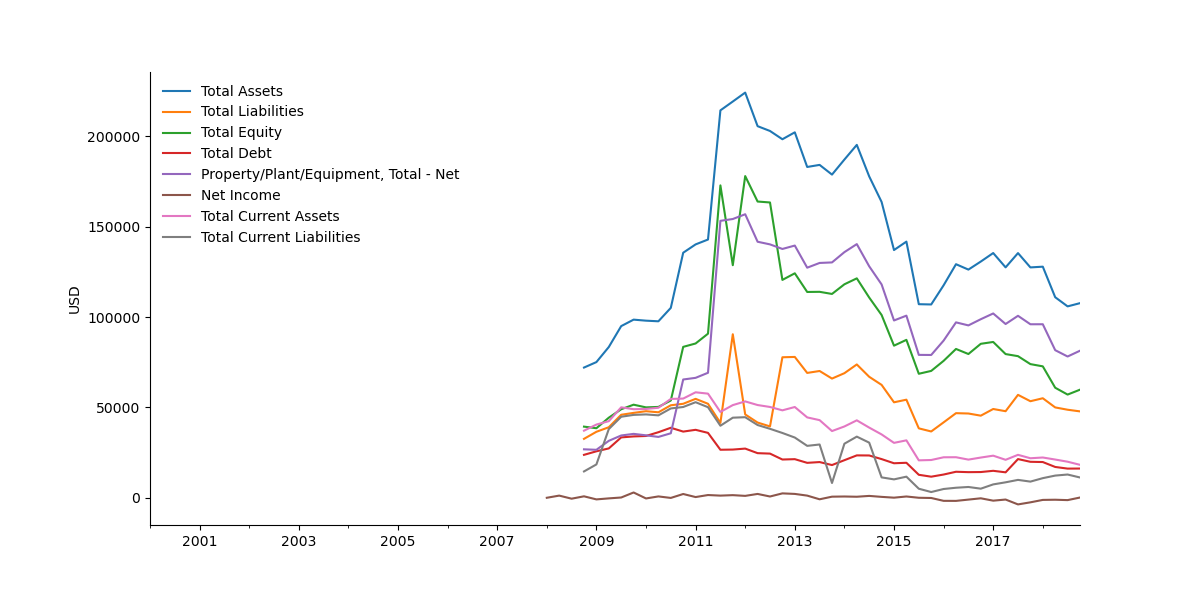 Total Assets
Total Liabilities
Total Equity
Total Debt
Property/Plant/Equipment, Total - Net
Net Income
Total Current Assets
Total Current Liabilities
USD
200000
150000
100000
50000
0
2001 2003 2005 2007 2009 2011 2013 2015 2017